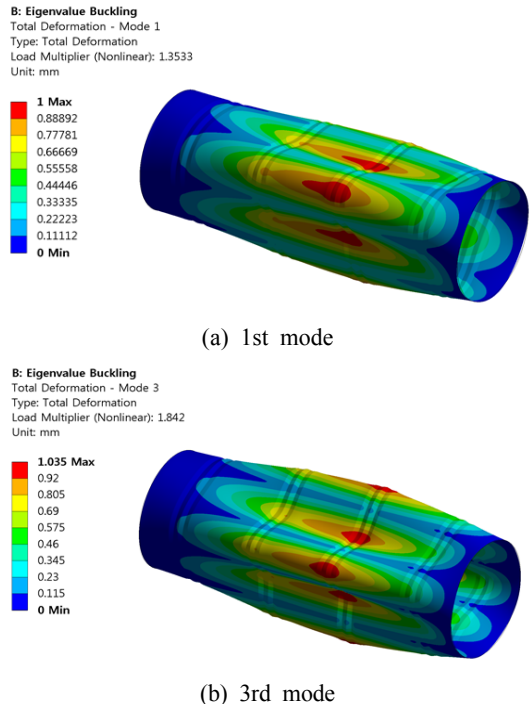 B: Eigenvalue Buckling
Total Deformation - Mode 1
Type: Total Deformation
Load Multiplier (Nonlinear): 1.3533
Unit: mm
1 Max
0.88892
0.77781
0.66669
0.55558
0.44446
0.33335
0.22223
0.11112
0 Min
(a) 1st mode
B: Eigenvalue Buckling
Total Deformation - Mode 3
Type: Total Deformation
Load Multiplier (Nonlinear): 1.842
Unit: mm
1.035 Max
0.92
0.805
0.69
0.575
0.46
0.345
0.23
0.115
0 Min
(b) 3rd mode